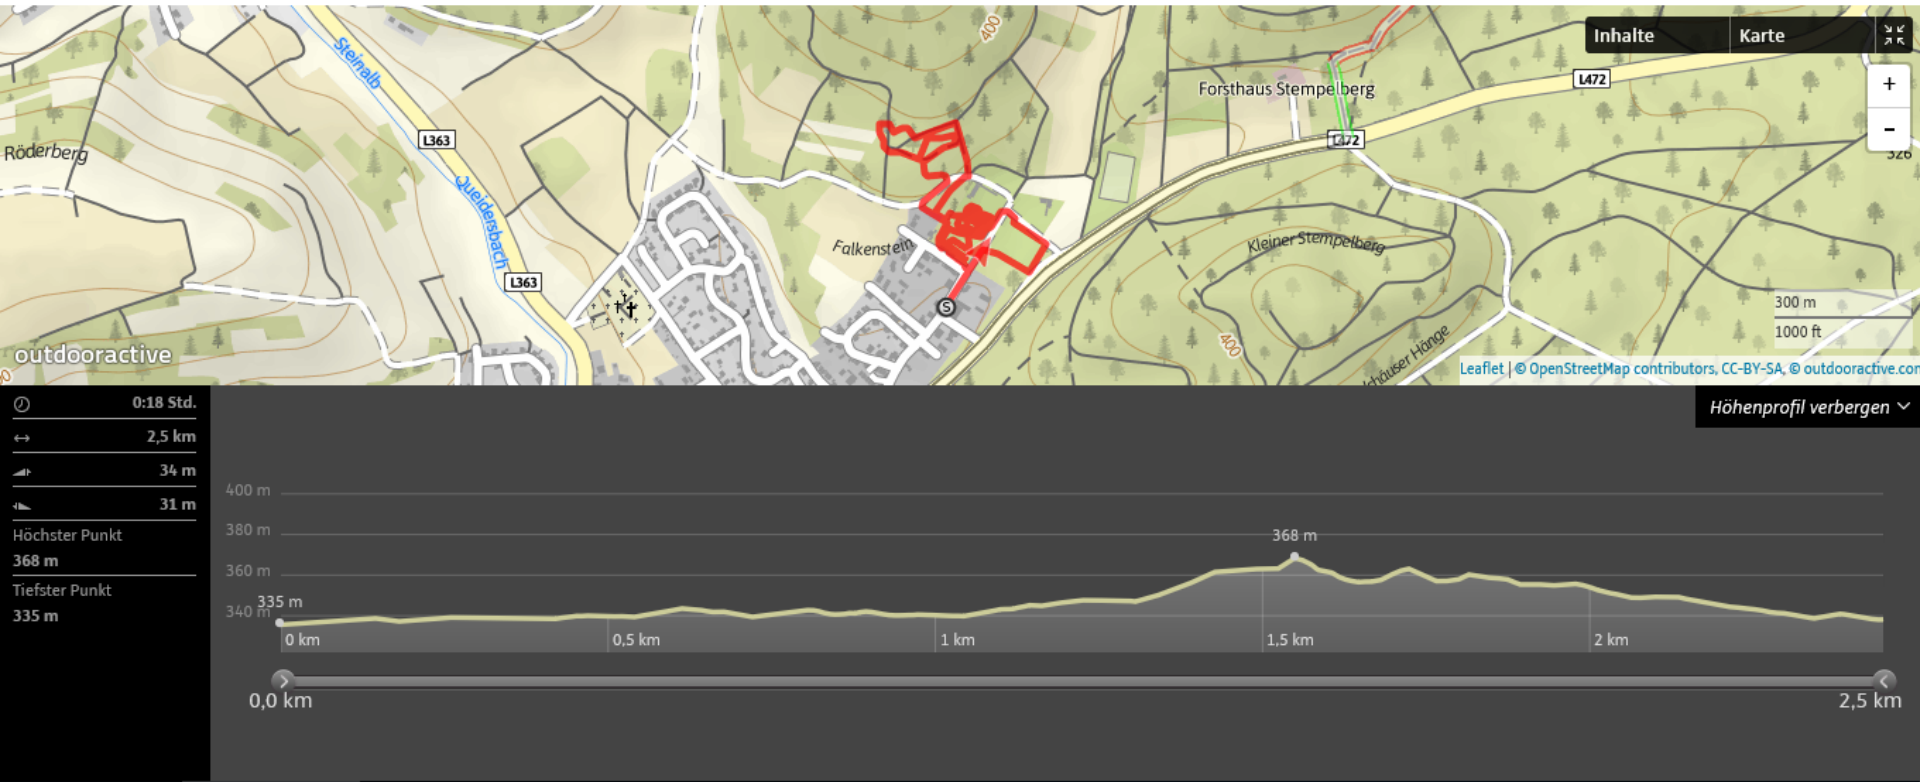 Inhalte
Karte
400
Steinalb
Forsthaus Stempelberg
L472
+
-
L363
L472
Röderberg
326
Queidersbach
Falkenstein
Kleiner Stempelberg
L363
S
300 m
1000 ft
400
outdooractive
Leaflet | © OpenStreetMap contributors, CC-BY-SA, © outdooractive.com
0:18 Std.
Höhenprofil verbergen
2,5 km
34 m
31 m
Höchster Punkt
368 m
Tiefster Punkt
335 m
400 m
380 m
360 m
340 m
368 m
335 m
0 km
0,5 km
1 km
1,5 km
2 km
0,0 km
2,5 km